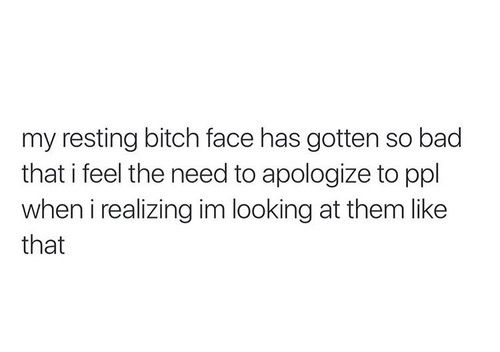 my resting bitch face has gotten so bad
that i feel the need to apologize to ppl
when i realizing im looking at them like
that